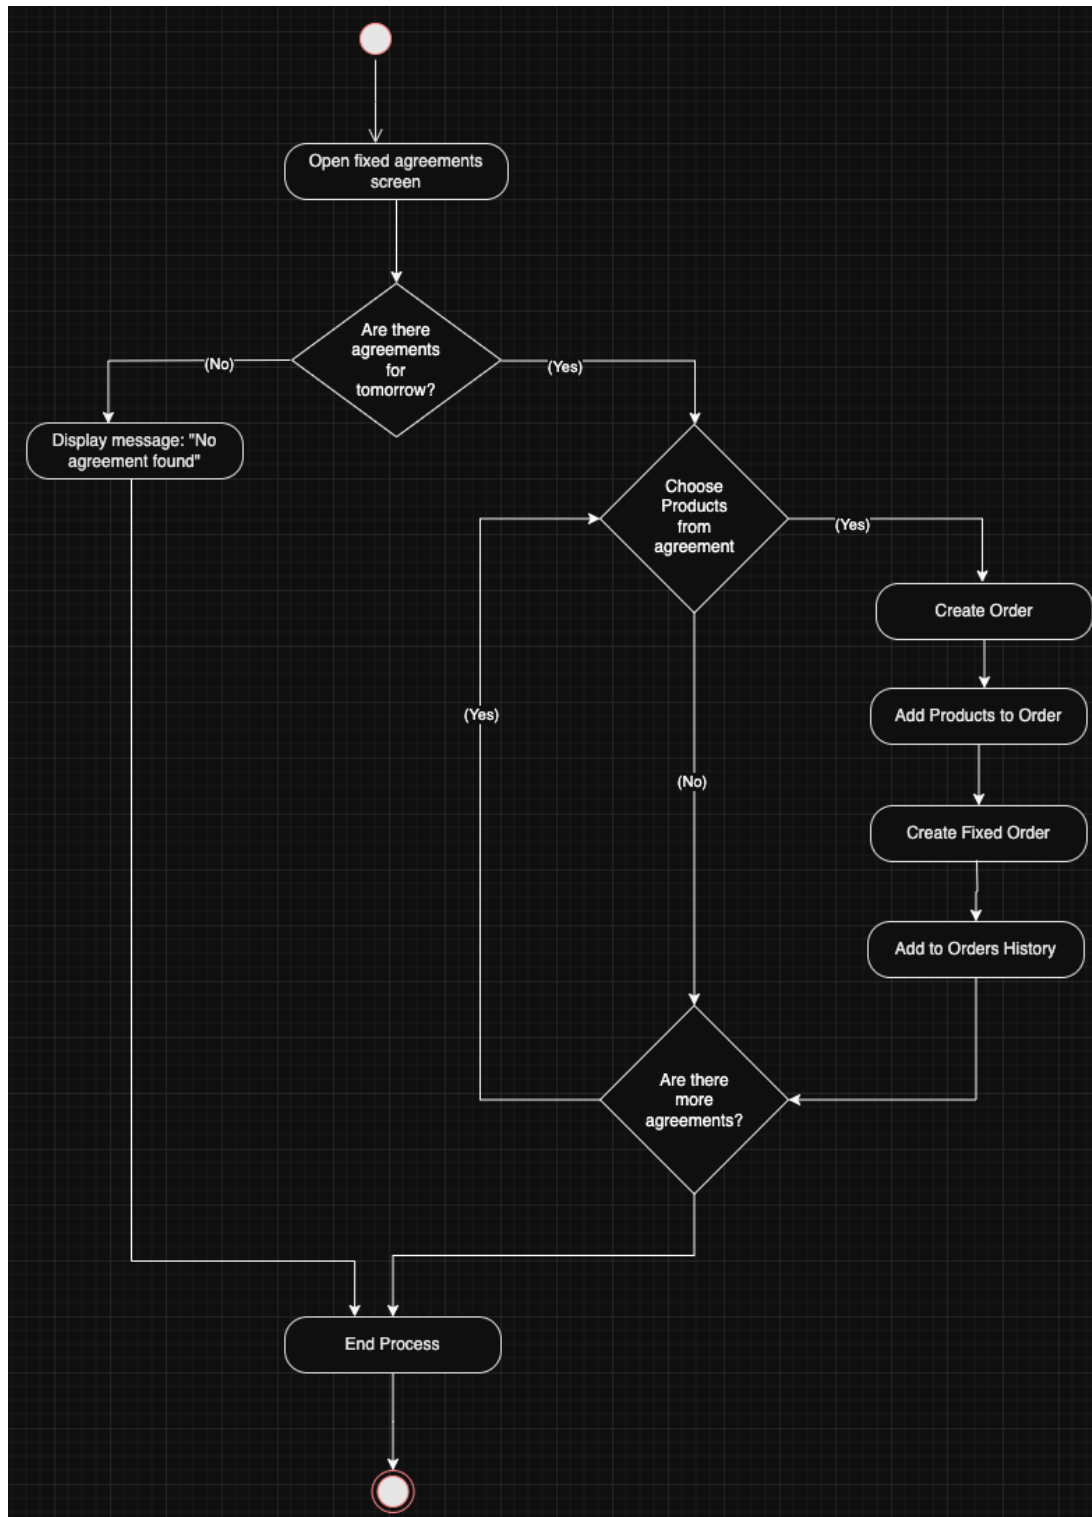 Open fixed agreements
screen
Are there
agreements
for
tomorrow?
(No)
(Yes)
Display message: "No
agreement found"
Choose
Products
from
agreement
(Yes)
Create Order
Add Products to Order
(Yes)
(No)
Create Fixed Order
Add to Orders History
Are there
more
agreements?
End Process